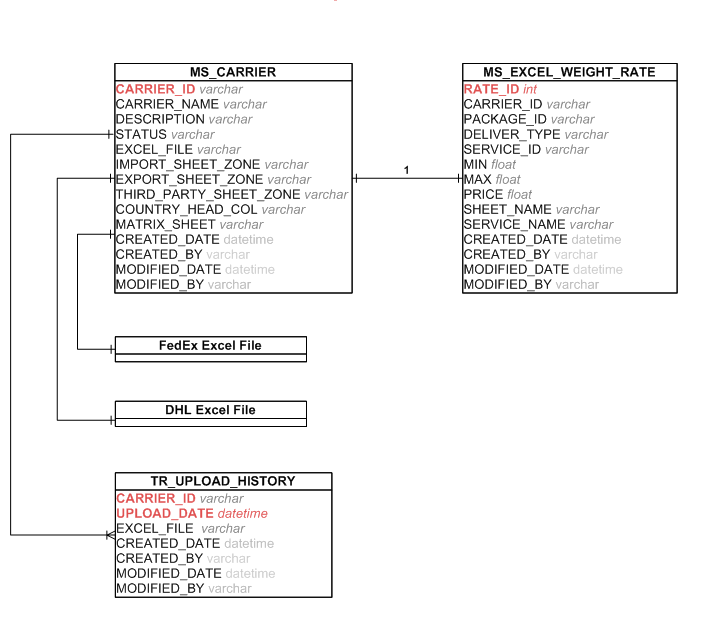 MS_CARRIER
CARRIER_ID varchar
CARRIER_NAME varchar
DESCRIPTION varchar
STATUS varchar
EXCEL_FILE varchar
IMPORT_SHEET_ZONE varchar
EXPORT_SHEET_ZONE varchar
THIRD_PARTY_SHEET_ZONE varchar
COUNTRY_HEAD_COL varchar
MATRIX_SHEET varchar
CREATED_DATE datetime
CREATED_BY varchar
MODIFIED_DATE datetime
MODIFIED_BY varchar
1
MS_EXCEL_WEIGHT_RATE
RATE_ID int
CARRIER_ID varchar
PACKAGE_ID varchar
DELIVER_TYPE varchar
SERVICE_ID varchar
MIN float
MAX float
PRICE float
SHEET_NAME varchar
SERVICE_NAME varchar
CREATED_DATE datetime
CREATED_BY varchar
MODIFIED_DATE datetime
MODIFIED_BY varchar
FedEx Excel File
DHL Excel File
TR_UPLOAD_HISTORY
CARRIER_ID varchar
UPLOAD_DATE datetime
EXCEL_FILE varchar
CREATED_DATE datetime
CREATED_BY varchar
MODIFIED_DATE datetime
MODIFIED_BY varchar